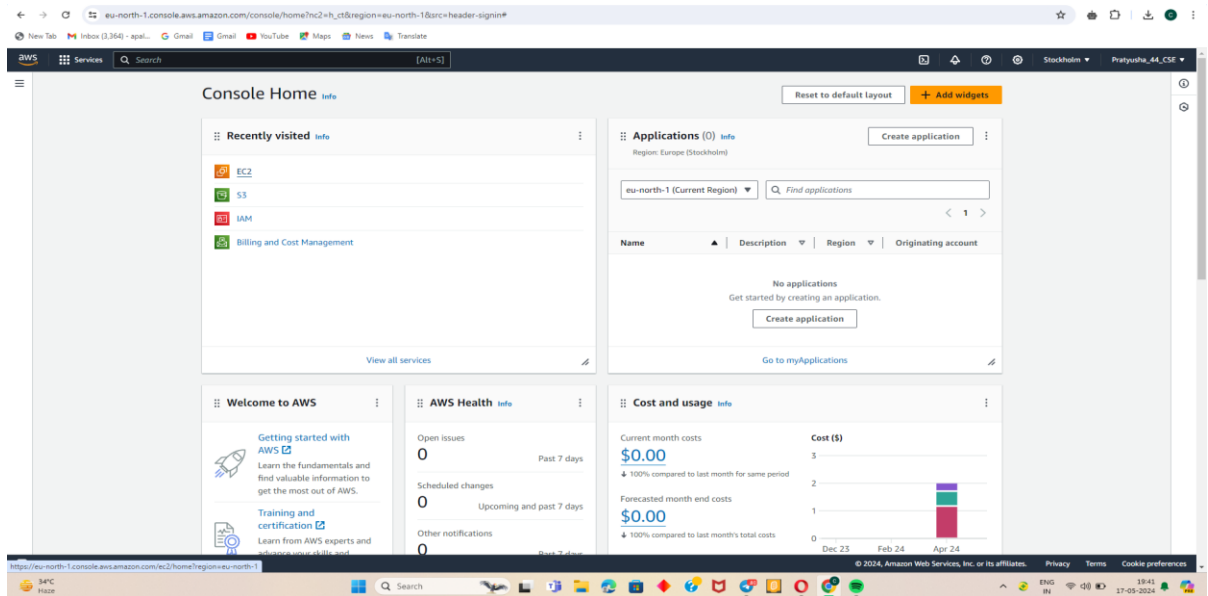 eu-north-1.console.aws.amazon.com/console/home?nc2=h_ct&region=eu-north-1&src=header-signin#
New Tab Inbox (3,364) - apal... Gmail Gmail YouTube Maps News Translate
aws Services Search [Alt+S] Stockholm Pratyusha_44_CSE
Console Home Info
Reset to default layout + Add widgets
Recently visited Info
EC2
S3
IAM
Billing and Cost Management
View all services
Applications (0) Info
Create application
Region: Europe (Stockholm)
eu-north-1 (Current Region) Find applications
1
Name Description Region Originating account
No applications
Get started by creating an application.
Create application
Go to myApplications
Welcome to AWS
Getting started with
AWS
Learn the fundamentals and
find valuable information to
get the most out of AWS.
Training and
certification
Learn from AWS experts and
advance your skills and
AWS Health Info
Open issues
0 Past 7 days
Scheduled changes
0 Upcoming and past 7 days
Other notifications
0 Past 7 days
Cost and usage Info
Current month costs
$0.00
100% compared to last month for same period
Forecasted month end costs
$0.00
100% compared to last month's total costs
Cost ($)
3
2
1
0
Dec 23 Feb 24 Apr 24
https://eu-north-1.console.aws.amazon.com/ec2/home?region=eu-north-1
© 2024, Amazon Web Services, Inc. or its affiliates. Privacy Terms Cookie preferences
34°C
Haze
Search
ENG
IN
19:41
17-05-2024